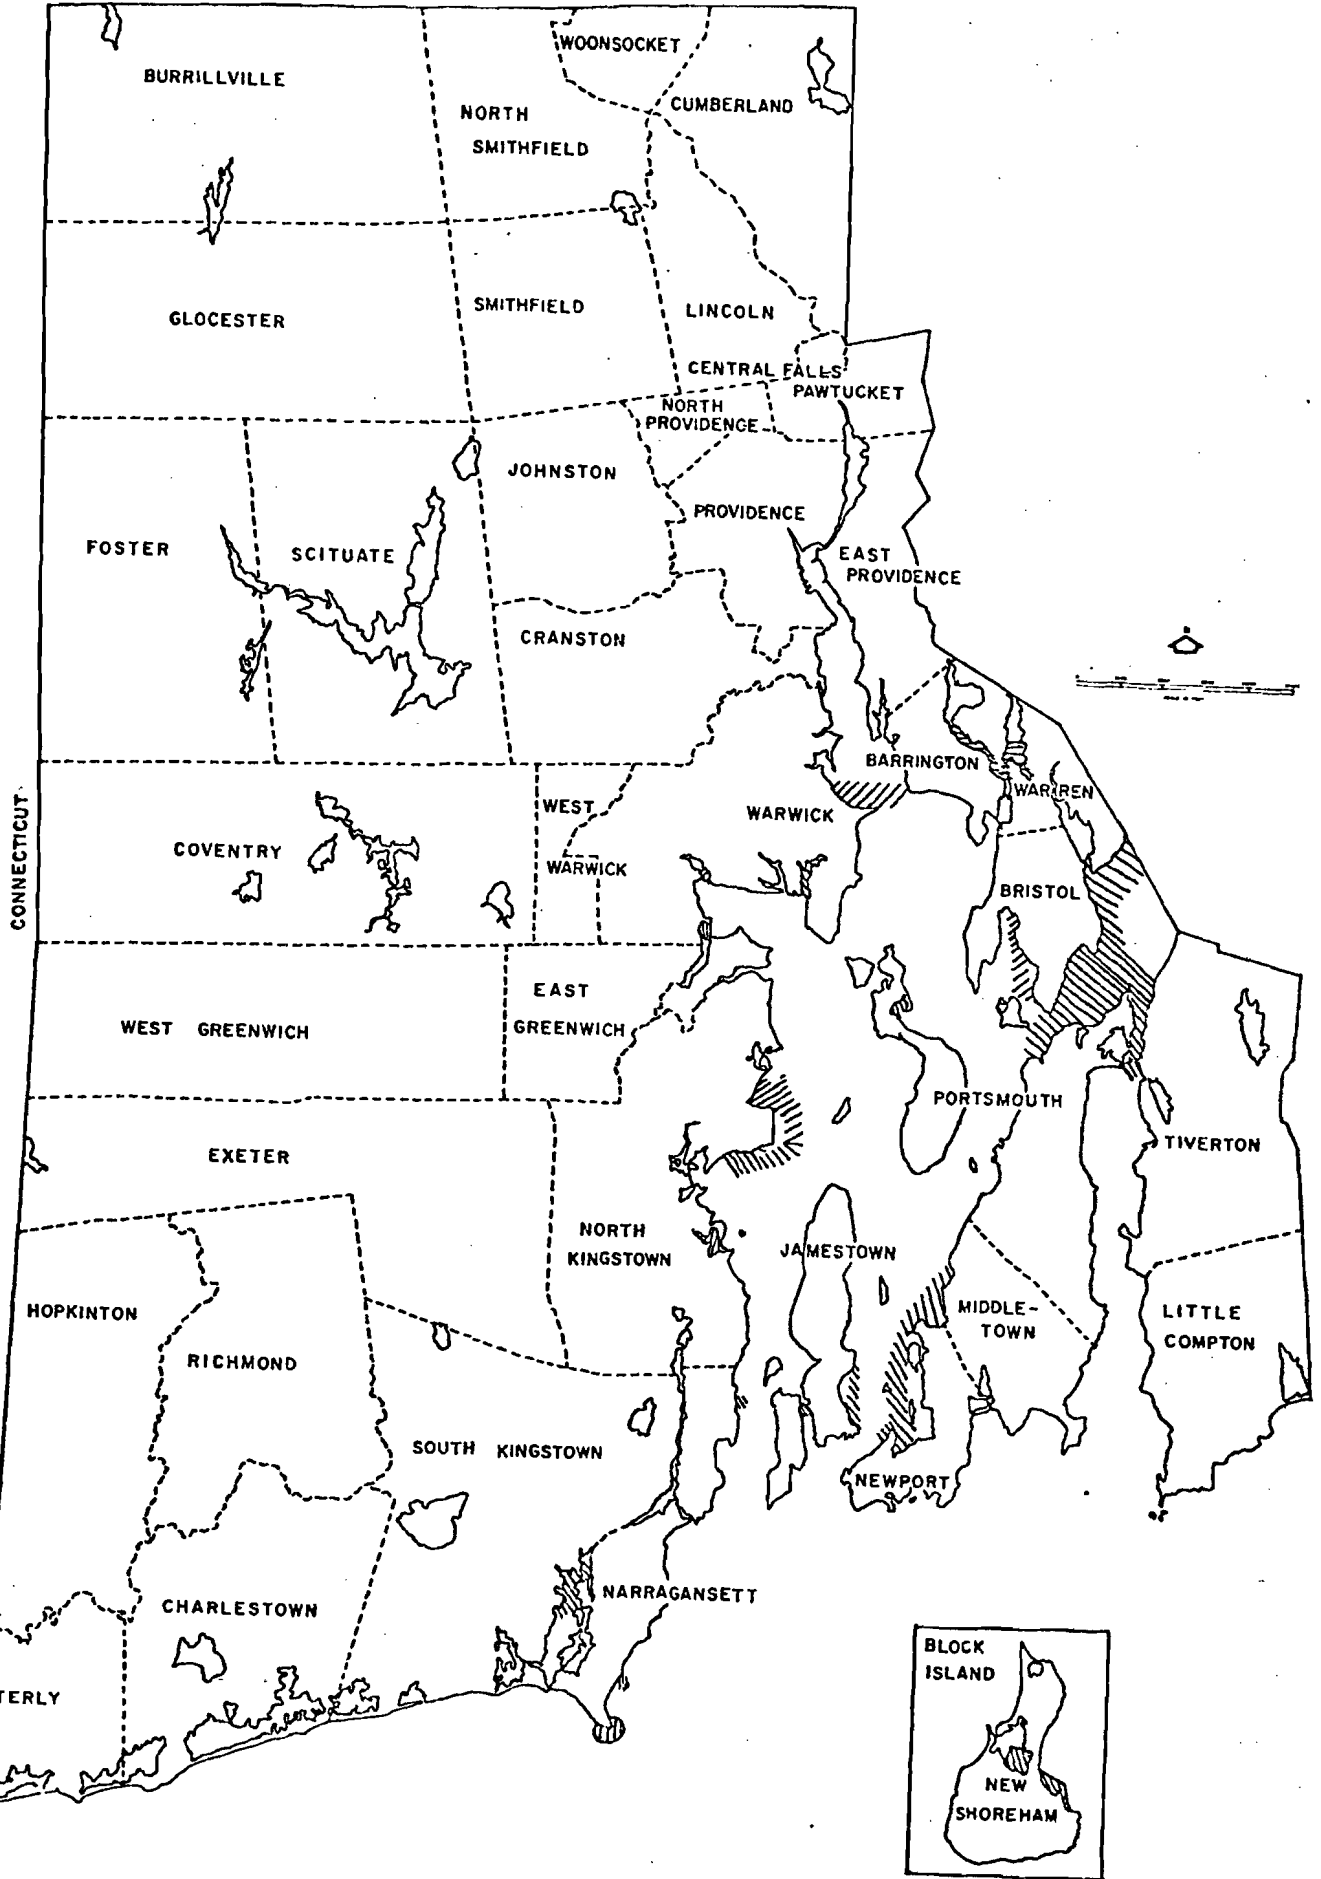 WOONSOCKET
BURRILLVILLE
CUMBERLAND
NORTH
SMITHFIELD
GLOCESTER
SMITHFIELD
LINCOLN
CENTRAL FALLS
PAWTUCKET
NORTH
PROVIDENCE
JOHNSTON
PROVIDENCE
FOSTER
SCITUATE
EAST
PROVIDENCE
CRANSTON
BARRINGTON
WARREN
CONNECTICUT
WEST
WARWICK
WARWICK
COVENTRY
BRISTOL
EAST
GREENWICH
WEST GREENWICH
PORTSMOUTH
TIVERTON
EXETER
NORTH
KINGSTOWN
JAMESTOWN
HOPKINTON
MIDDLE-
TOWN
LITTLE
COMPTON
RICHMOND
SOUTH KINGSTOWN
NEWPORT
NARRAGANSETT
CHARLESTOWN
TERLY
BLOCK
ISLAND
NEW
SHOREHAM